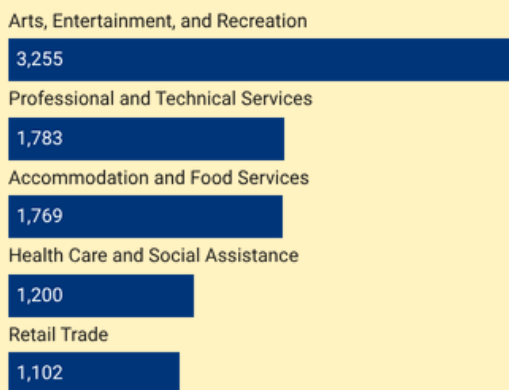 Arts, Entertainment, and Recreation
3,255
Professional and Technical Services
1,783
Accommodation and Food Services
1,769
Health Care and Social Assistance
1,200
Retail Trade
1,102